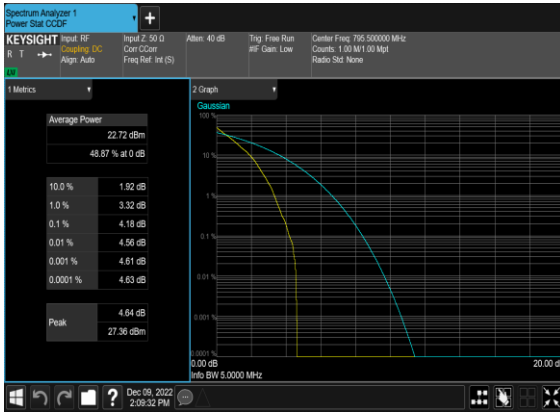 Spectrum Analyzer 1
Power Stat CCDF
KEYSIGHT
R T
LXI
Input: RF
Coupling: DC
Align: Auto
Input Z: 50 Ω
Corr CCorr
Freq Ref: Int (S)
Atten: 40 dB
Trig: Free Run
#IF Gain: Low
Center Freq: 795.500000 MHz
Counts: 1.00 M/1.00 Mpt
Radio Std: None
1 Metrics
Average Power
22.72 dBm
48.87 % at 0 dB
10.0 % 1.92 dB
1.0 % 3.32 dB
0.1 % 4.18 dB
0.01 % 4.56 dB
0.001 % 4.61 dB
0.0001 % 4.63 dB
Peak
4.64 dB
27.36 dBm
2 Graph
Gaussian
100 %
10 %
1 %
0.1 %
0.01 %
0.001 %
0.0001 %
0.00 dB
20.00 d
Info BW 5.0000 MHz
Dec 09, 2022
2:09:32 PM